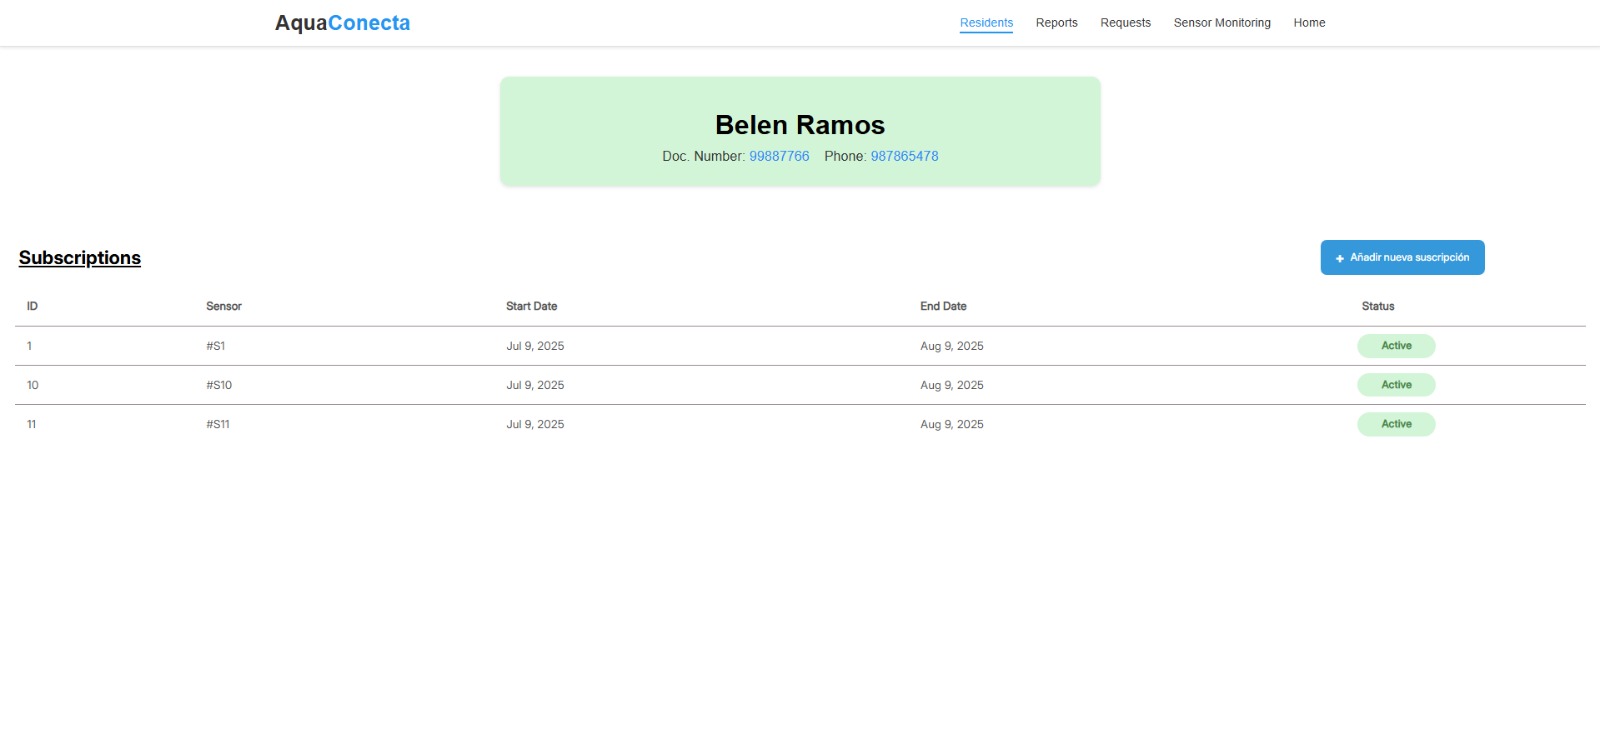 AquaConecta Residents Reports Requests Sensor Monitoring Home
Belen Ramos
Doc. Number: 99887766 Phone: 987865478
Subscriptions + Añadir nueva suscripción
ID Sensor Start Date End Date Status
1 #S1 Jul 9, 2025 Aug 9, 2025 Active
10 #S10 Jul 9, 2025 Aug 9, 2025 Active
11 #S11 Jul 9, 2025 Aug 9, 2025 Active